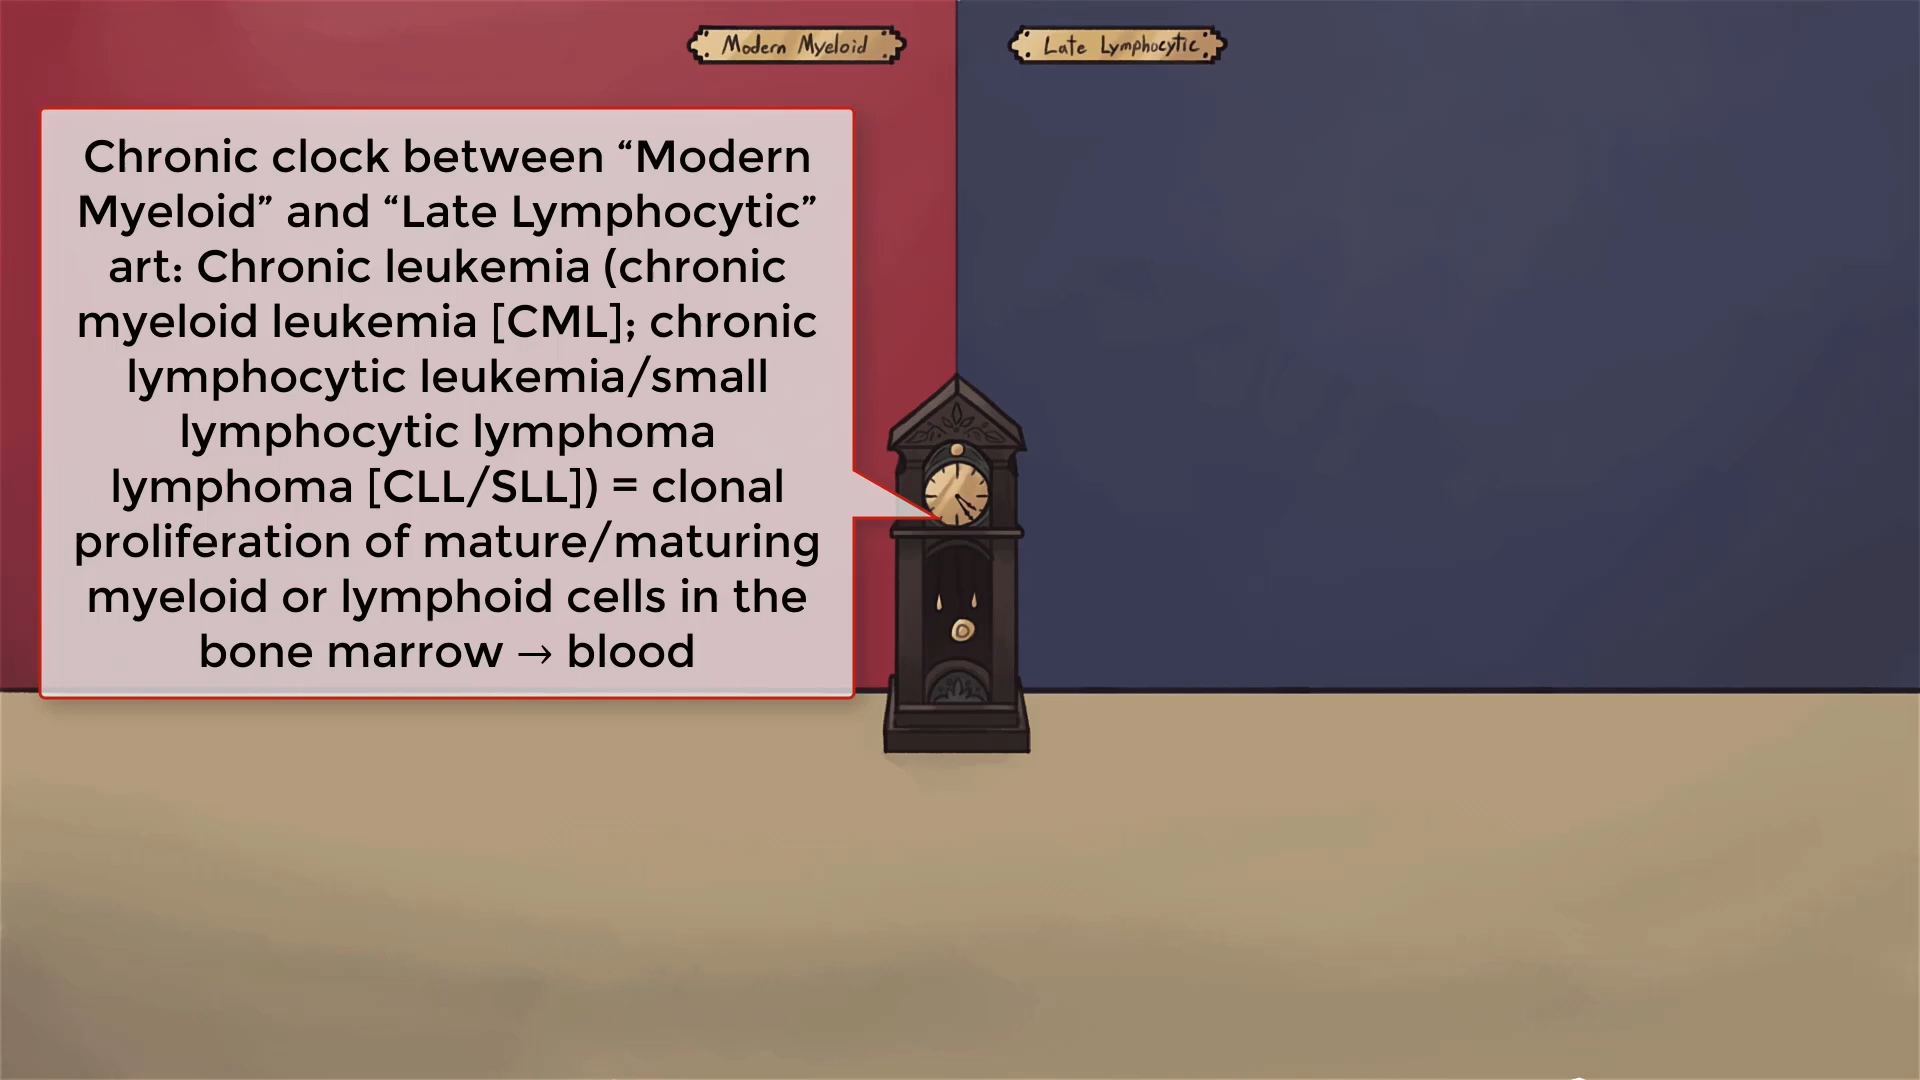 Modern Myeloid
Late Lymphocytic
Chronic clock between “Modern
Myeloid” and “Late Lymphocytic”
art: Chronic leukemia (chronic
myeloid leukemia [CML]; chronic
lymphocytic leukemia/small
lymphocytic lymphoma
lymphoma [CLL/SLL]) = clonal
proliferation of mature/maturing
myeloid or lymphoid cells in the
bone marrow → blood